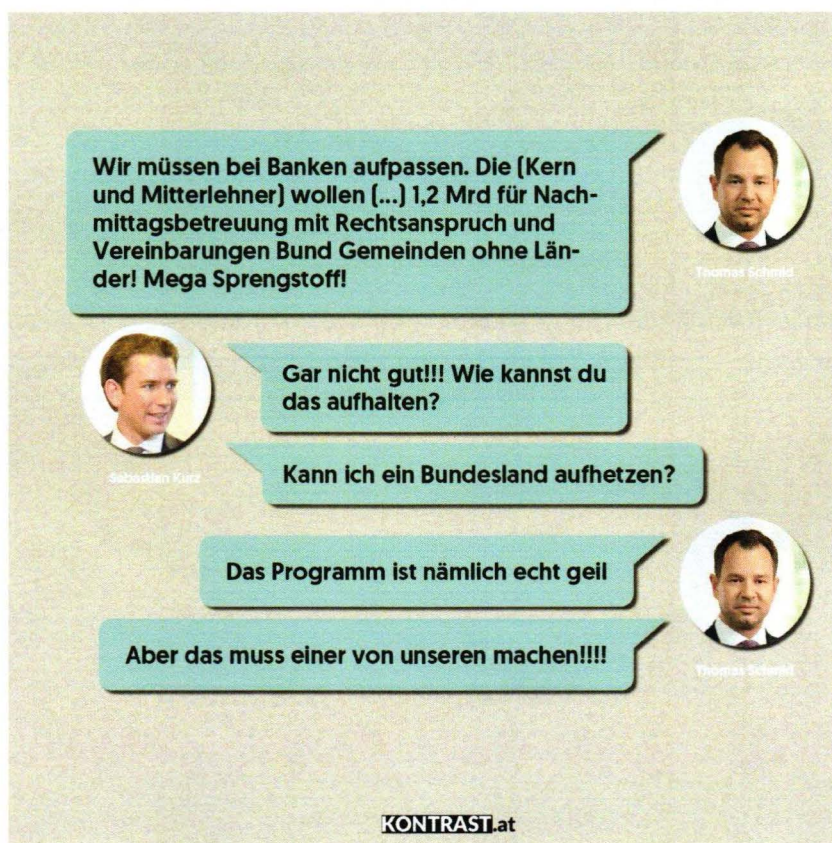 Wir müssen bei Banken aufpassen. Die (Kern
und Mitterlehner) wollen (...) 1,2 Mrd für Nach-
mittagsbetreuung mit Rechtsanspruch und
Vereinbarungen Bund Gemeinden ohne Län-
der! Mega Sprengstoff!
Thomas Schmid
Gar nicht gut!!! Wie kannst du
das aufhalten?
Sebastian Kurz
Kann ich ein Bundesland aufhetzen?
Das Programm ist nämlich echt geil
Aber das muss einer von unseren machen!!!!
Thomas Schmid
KONTRAST.at